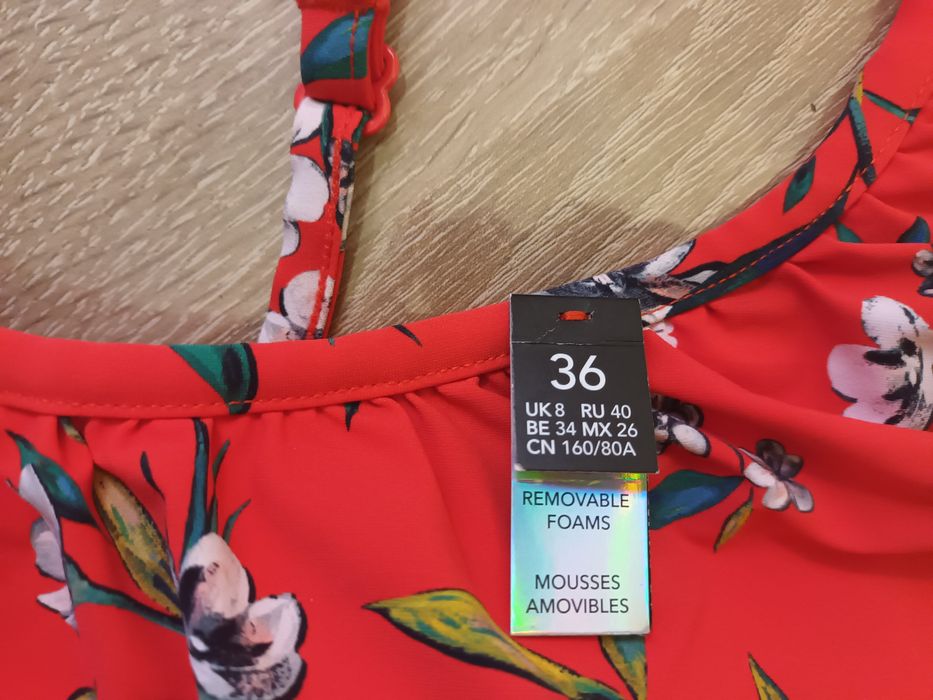 36
UK 8 RU 40
BE 34 MX 26
CN 160/80A
REMOVABLE
FOAMS
MOUSSES
AMOVIBLES